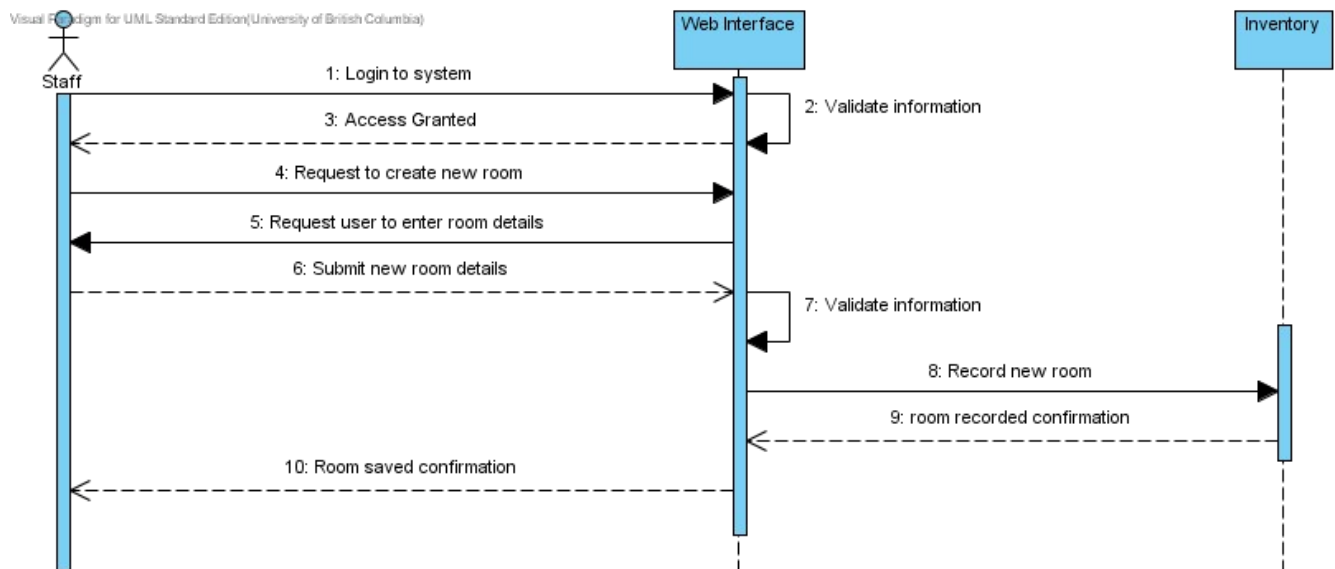 Visual Paradigm for UML Standard Edition(University of British Columbia)
Web Interface
Inventory
Staff
1: Login to system
2: Validate information
3: Access Granted
4: Request to create new room
5: Request user to enter room details
6: Submit new room details
7: Validate information
8: Record new room
9: room recorded confirmation
10: Room saved confirmation